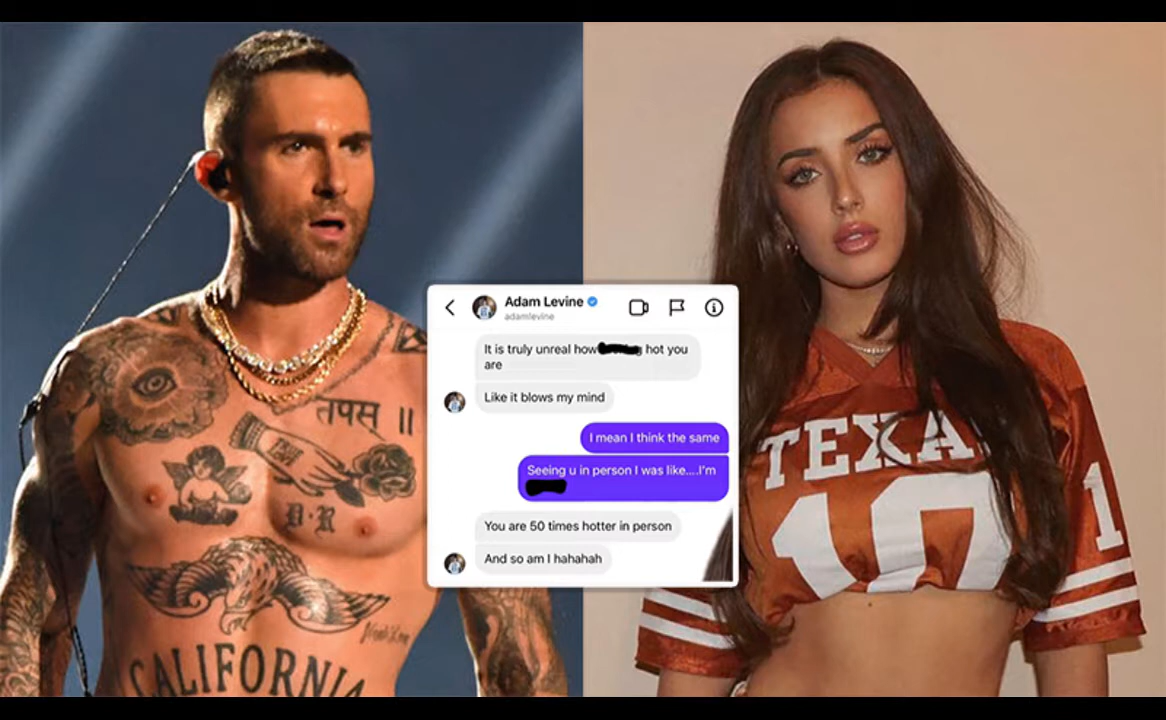 Adam Levine
adamlevine
It is truly unreal how hot you
are
Like it blows my mind
I mean I think the same
Seeing u in person I was like....I'm
You are 50 times hotter in person
And so am I hahahah
तपस् ॥
D·R
CALIFORNIA
TEXA
10
1